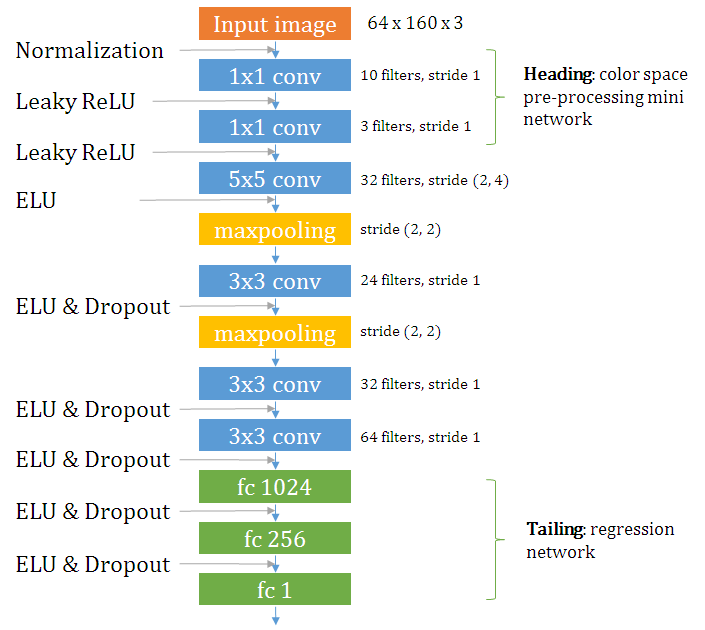 Input image 64 x 160 x 3
Normalization
1x1 conv 10 filters, stride 1
Heading: color space
pre-processing mini
network
Leaky ReLU
1x1 conv 3 filters, stride 1
Leaky ReLU
5x5 conv 32 filters, stride (2, 4)
ELU
maxpooling stride (2, 2)
3x3 conv 24 filters, stride 1
ELU & Dropout
maxpooling stride (2, 2)
3x3 conv 32 filters, stride 1
ELU & Dropout
3x3 conv 64 filters, stride 1
ELU & Dropout
fc 1024
ELU & Dropout
Tailing: regression
network
fc 256
ELU & Dropout
fc 1